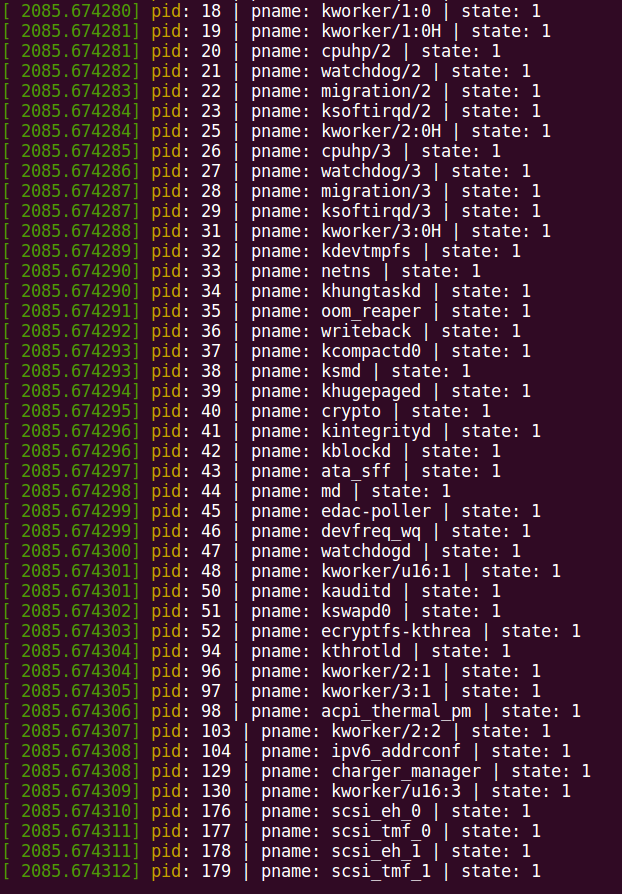 [ 2085.674280] pid: 18 | pname: kworker/1:0 | state: 1
[ 2085.674281] pid: 19 | pname: kworker/1:0H | state: 1
[ 2085.674281] pid: 20 | pname: cpuhp/2 | state: 1
[ 2085.674282] pid: 21 | pname: watchdog/2 | state: 1
[ 2085.674283] pid: 22 | pname: migration/2 | state: 1
[ 2085.674284] pid: 23 | pname: ksoftirqd/2 | state: 1
[ 2085.674284] pid: 25 | pname: kworker/2:0H | state: 1
[ 2085.674285] pid: 26 | pname: cpuhp/3 | state: 1
[ 2085.674286] pid: 27 | pname: watchdog/3 | state: 1
[ 2085.674287] pid: 28 | pname: migration/3 | state: 1
[ 2085.674287] pid: 29 | pname: ksoftirqd/3 | state: 1
[ 2085.674288] pid: 31 | pname: kworker/3:0H | state: 1
[ 2085.674289] pid: 32 | pname: kdevtmpfs | state: 1
[ 2085.674290] pid: 33 | pname: netns | state: 1
[ 2085.674290] pid: 34 | pname: khungtaskd | state: 1
[ 2085.674291] pid: 35 | pname: oom_reaper | state: 1
[ 2085.674292] pid: 36 | pname: writeback | state: 1
[ 2085.674293] pid: 37 | pname: kcompactd0 | state: 1
[ 2085.674293] pid: 38 | pname: ksmd | state: 1
[ 2085.674294] pid: 39 | pname: khugepaged | state: 1
[ 2085.674295] pid: 40 | pname: crypto | state: 1
[ 2085.674296] pid: 41 | pname: kintegrityd | state: 1
[ 2085.674296] pid: 42 | pname: kblockd | state: 1
[ 2085.674297] pid: 43 | pname: ata_sff | state: 1
[ 2085.674298] pid: 44 | pname: md | state: 1
[ 2085.674299] pid: 45 | pname: edac-poller | state: 1
[ 2085.674299] pid: 46 | pname: devfreq_wq | state: 1
[ 2085.674300] pid: 47 | pname: watchdogd | state: 1
[ 2085.674301] pid: 48 | pname: kworker/u16:1 | state: 1
[ 2085.674301] pid: 50 | pname: kauditd | state: 1
[ 2085.674302] pid: 51 | pname: kswapd0 | state: 1
[ 2085.674303] pid: 52 | pname: ecryptfs-kthrea | state: 1
[ 2085.674304] pid: 94 | pname: kthrotld | state: 1
[ 2085.674304] pid: 96 | pname: kworker/2:1 | state: 1
[ 2085.674305] pid: 97 | pname: kworker/3:1 | state: 1
[ 2085.674306] pid: 98 | pname: acpi_thermal_pm | state: 1
[ 2085.674307] pid: 103 | pname: kworker/2:2 | state: 1
[ 2085.674308] pid: 104 | pname: ipv6_addrconf | state: 1
[ 2085.674308] pid: 129 | pname: charger_manager | state: 1
[ 2085.674309] pid: 130 | pname: kworker/u16:3 | state: 1
[ 2085.674310] pid: 176 | pname: scsi_eh_0 | state: 1
[ 2085.674311] pid: 177 | pname: scsi_tmf_0 | state: 1
[ 2085.674311] pid: 178 | pname: scsi_eh_1 | state: 1
[ 2085.674312] pid: 179 | pname: scsi_tmf_1 | state: 1